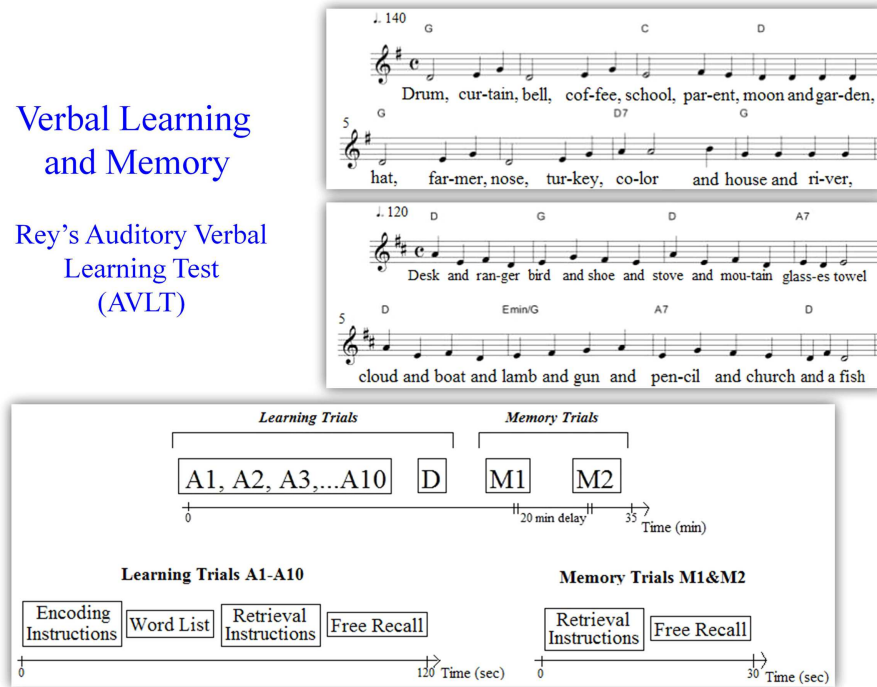 Verbal Learning
and Memory
Rey's Auditory Verbal
Learning Test
(AVLT)
♩. 140
G C D
Drum, cur-tain, bell, cof-fee, school, par-ent, moon and gar-den,
5
G D7 G
hat, far-mer, nose, tur-key, co-lor and house and ri-ver,
♩. 120
D G D A7
Desk and ran-ger bird and shoe and stove and mou-tain glass-es towel
5
D Emin/G A7 D
cloud and boat and lamb and gun and pen-cil and church and a fish
Learning Trials Memory Trials
A1, A2, A3,...A10 D M1 M2
0 20 min delay 35 Time (min)
Learning Trials A1-A10
Encoding Instructions Word List Retrieval Instructions Free Recall
0 120 Time (sec)
Memory Trials M1&M2
Retrieval Instructions Free Recall
0 30 Time (sec)